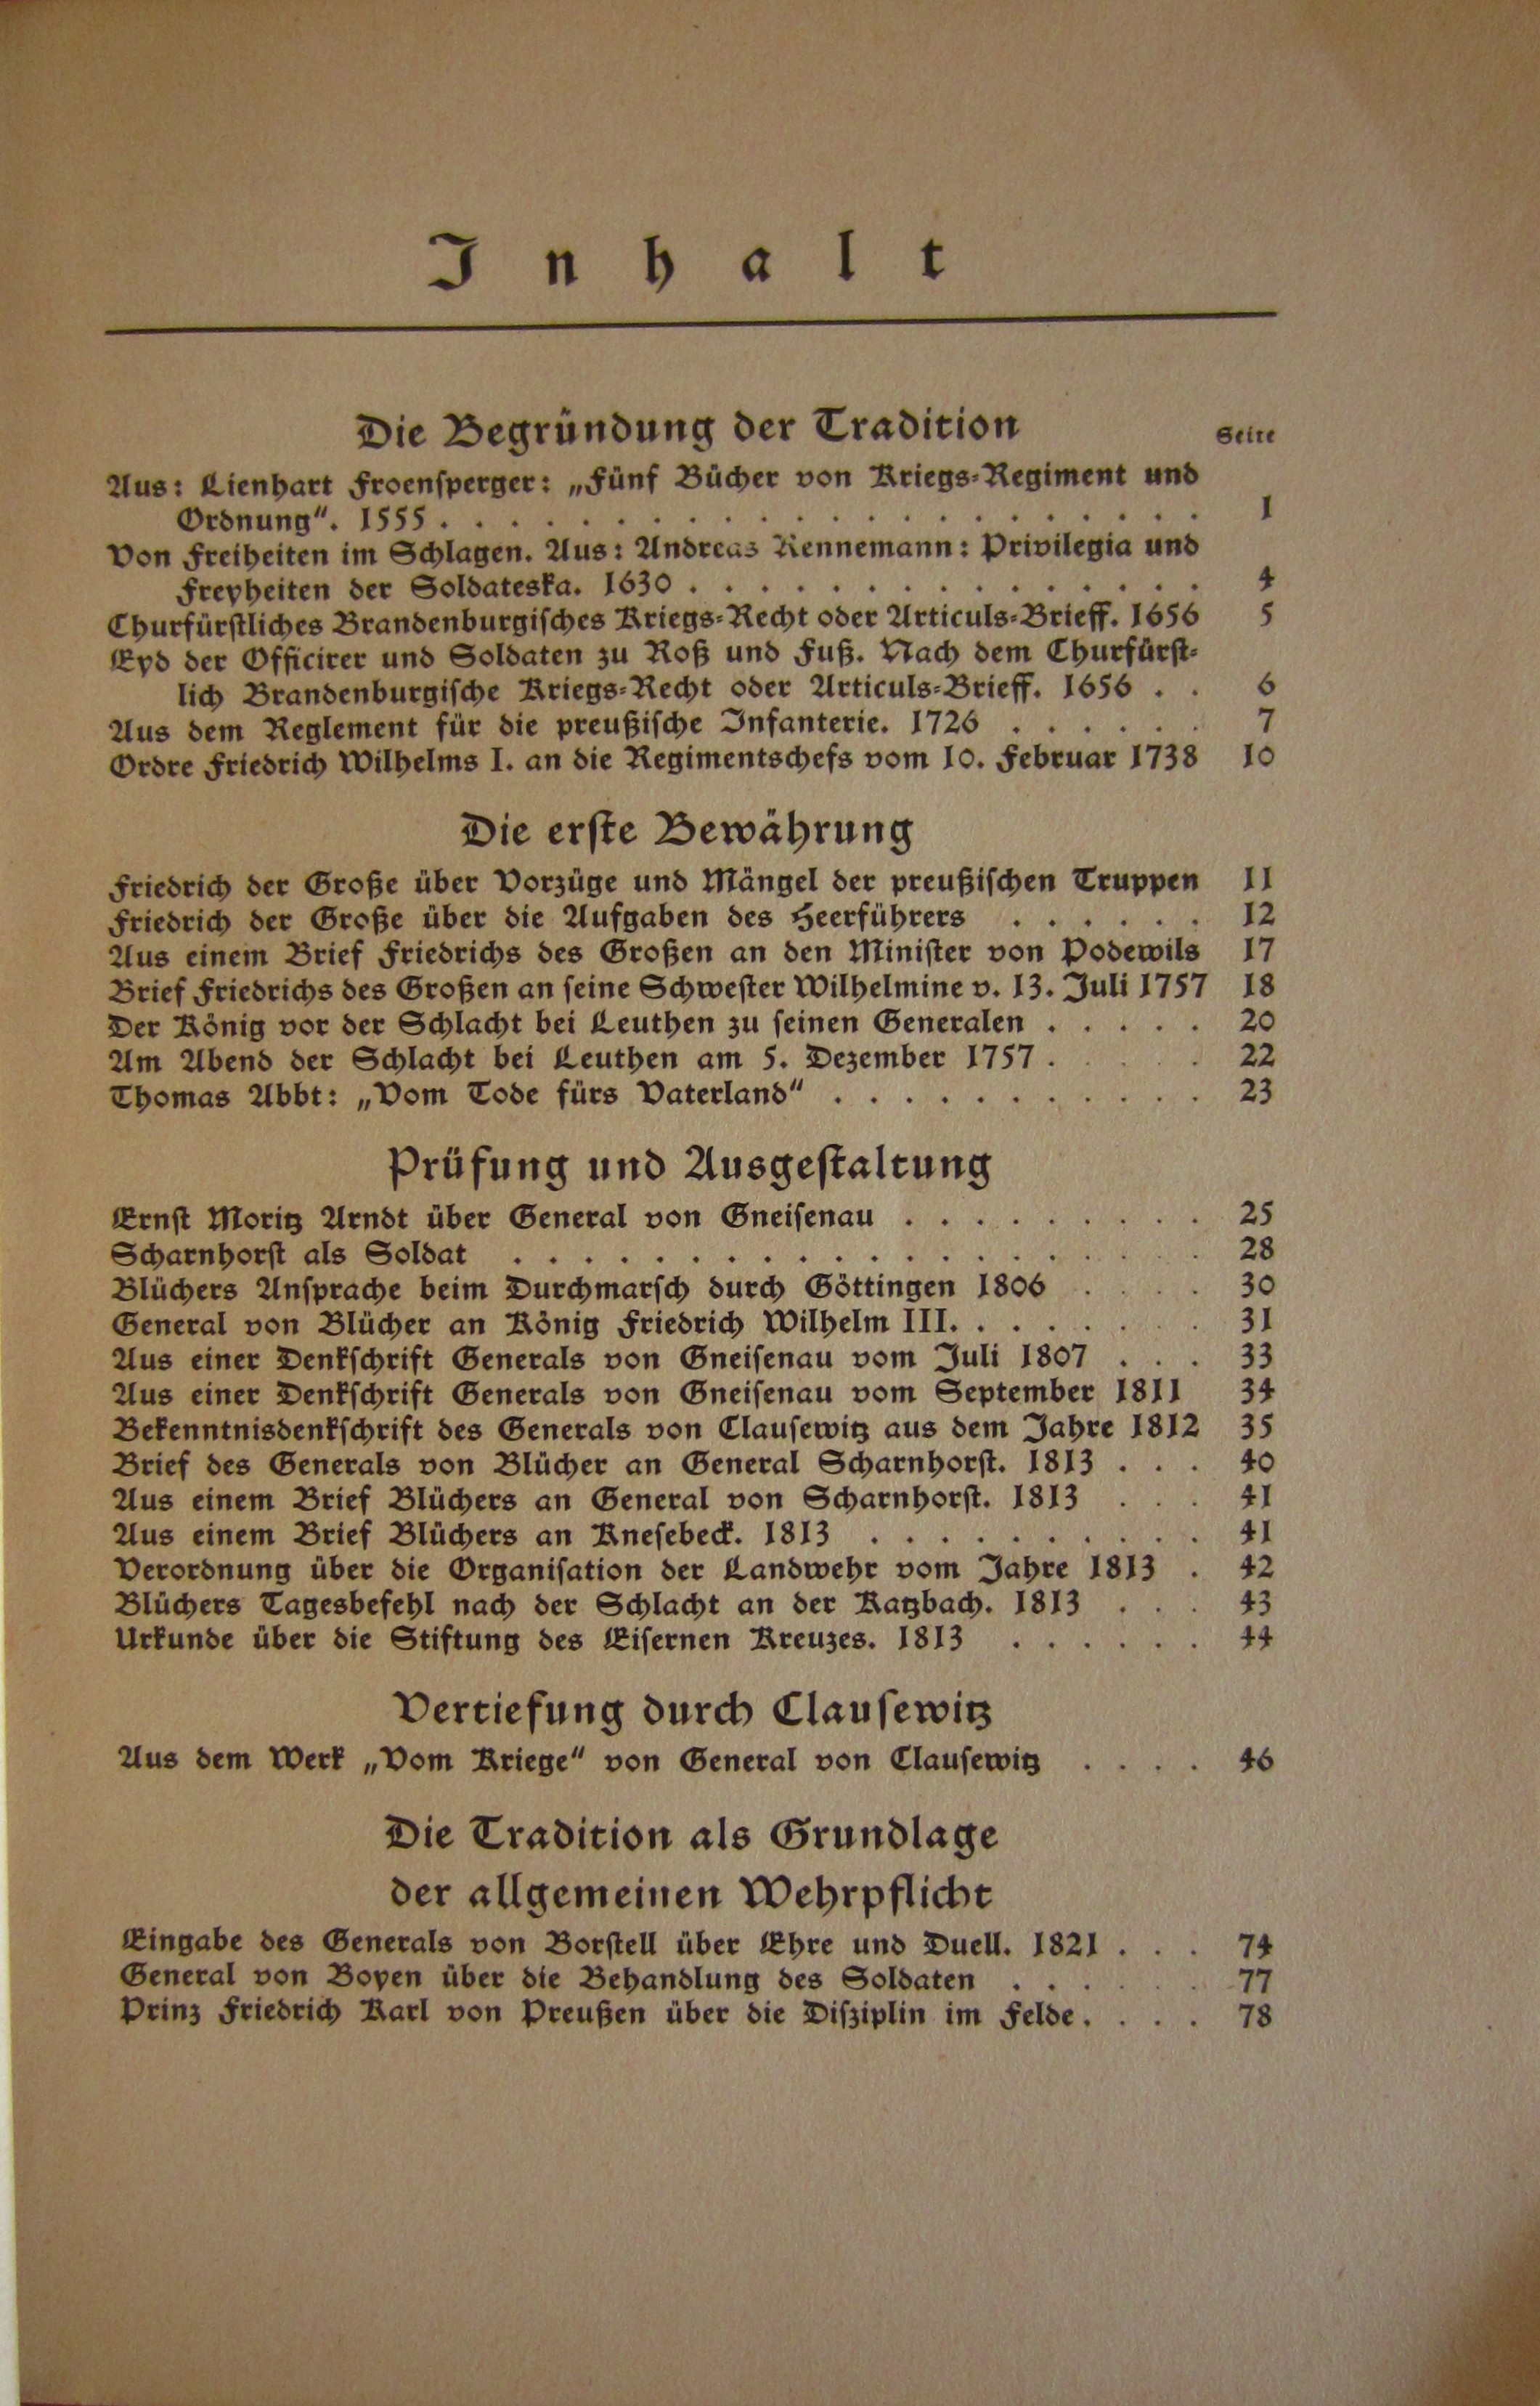 Inhalt
Die Begründung der Tradition
Seite
Aus: Lienhart Froensperger: „Fünf Bücher von Kriegs-Regiment und
Ordnung“. 1555 . . . . . . . . . . . . . . . . . . . . . . 1
Von Freiheiten im Schlagen. Aus: Andreas Rennemann: Privilegia und
Freyheiten der Soldateska. 1630 . . . . . . . . . . . . . . . 4
Churfürstliches Brandenburgisches Kriegs-Recht oder Articuls-Brieff. 1656 5
Eyd der Officirer und Soldaten zu Roß und Fuß. Nach dem Churfürst-
lich Brandenburgische Kriegs-Recht oder Articuls-Brieff. 1656 . . 6
Aus dem Reglement für die preußische Infanterie. 1726 . . . . . . 7
Ordre Friedrich Wilhelms I. an die Regimentschefs vom 10. Februar 1738 10
Die erste Bewährung
Friedrich der Große über Vorzüge und Mängel der preußischen Truppen 11
Friedrich der Große über die Aufgaben des Heerführers . . . . . . 12
Aus einem Brief Friedrichs des Großen an den Minister von Podewils 17
Brief Friedrichs des Großen an seine Schwester Wilhelmine v. 13. Juli 1757 18
Der König vor der Schlacht bei Leuthen zu seinen Generalen . . . . . 20
Am Abend der Schlacht bei Leuthen am 5. Dezember 1757 . . . . . 22
Thomas Abbt: „Vom Tode fürs Vaterland“ . . . . . . . . . . . 23
Prüfung und Ausgestaltung
Ernst Moritz Arndt über General von Gneisenau . . . . . . . . . 25
Scharnhorst als Soldat . . . . . . . . . . . . . . . . . . . . 28
Blüchers Ansprache beim Durchmarsch durch Göttingen 1806 . . . . 30
General von Blücher an König Friedrich Wilhelm III. . . . . . . . 31
Aus einer Denkschrift Generals von Gneisenau vom Juli 1807 . . . 33
Aus einer Denkschrift Generals von Gneisenau vom September 1811 34
Bekenntnisdenkschrift des Generals von Clausewitz aus dem Jahre 1812 35
Brief des Generals von Blücher an General Scharnhorst. 1813 . . . 40
Aus einem Brief Blüchers an General von Scharnhorst. 1813 . . . 41
Aus einem Brief Blüchers an Knesebeck. 1813 . . . . . . . . . . 41
Verordnung über die Organisation der Landwehr vom Jahre 1813 . 42
Blüchers Tagesbefehl nach der Schlacht an der Katzbach. 1813 . . . 43
Urkunde über die Stiftung des Eisernen Kreuzes. 1813 . . . . . . 44
Vertiefung durch Clausewitz
Aus dem Werk „Vom Kriege“ von General von Clausewitz . . . . 46
Die Tradition als Grundlage
der allgemeinen Wehrpflicht
Eingabe des Generals von Borstell über Ehre und Duell. 1821 . . . 74
General von Boyen über die Behandlung des Soldaten . . . . . . 77
Prinz Friedrich Karl von Preußen über die Disziplin im Felde . . . . 78